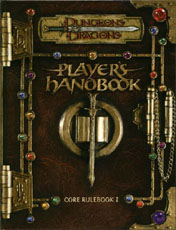 DUNGEONS
DRAGONS
PLAYER'S
HANDBOOK
CORE RULEBOOK I